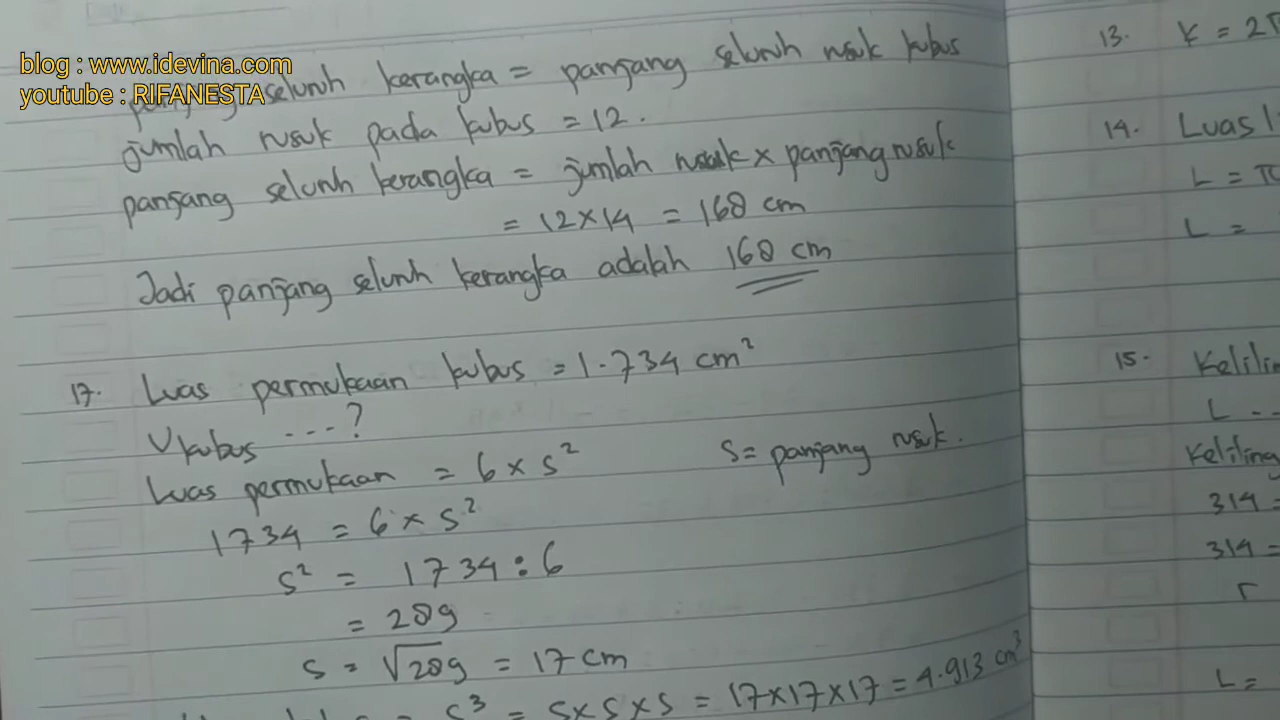 blog : www.idevina.com
youtube : RIFANESTA
seluruh kerangka = panjang seluruh rusuk kubus
jumlah rusuk pada kubus = 12.
panjang seluruh kerangka = jumlah rusuk x panjang rusuk
= 12 x 14 = 168 cm
Jadi panjang seluruh kerangka adalah 168 cm
17. Luas permukaan kubus = 1.734 cm²
V kubus ---?
Luas permukaan = 6 x s² s = panjang rusuk.
1734 = 6 x s²
s² = 1734 : 6
= 289
s = √289 = 17 cm
= s³ = s x s x s = 17 x 17 x 17 = 4.913 cm³
13. K = 2
14. Luas
L = π
L =
15. Kelilin
L --
Keliling
314 =
314 =
r
L =